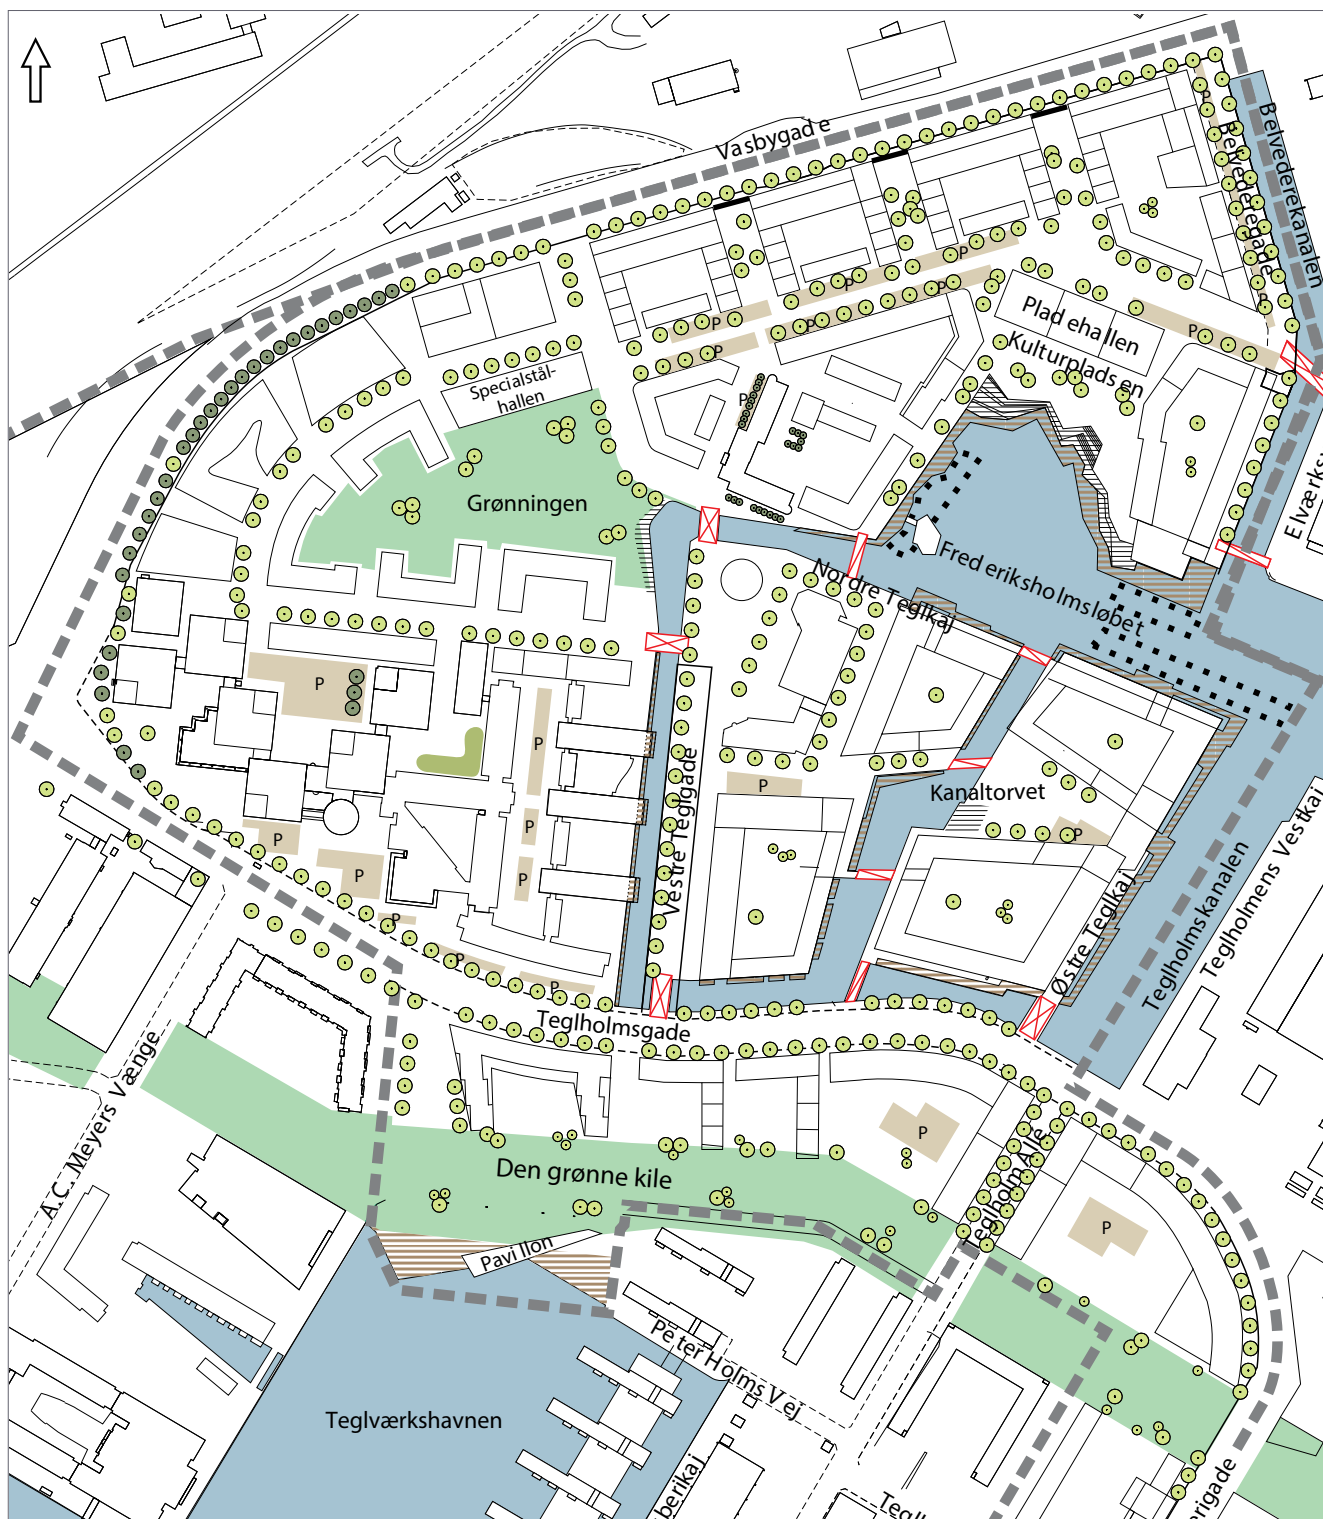 Vasbygade
Belvederekanalen
Belvederegade
P
P
P
P
P
P
P
P
P
P
Pladehallen
Kulturpladsen
Specialstål-
hallen
Grønningen
Frederiksholmsløbet
Nordre Teglkaj
P
P
P
P
P
P
P
P
P
P
P
P
Kanaltorvet
Vestre Teglgade
Østre Teglkaj
Teglholmskanalen
Teglholmens Vestkaj
Teglholmsgade
A.C. Meyers Vænge
Den grønne kile
Teglholm Allé
P
P
Pavillon
Peter Holms Vej
Teglværkshavnen